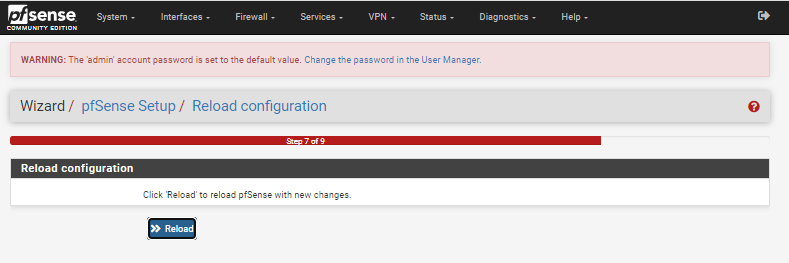 pfsense
COMMUNITY EDITION
System Interfaces Firewall Services VPN Status Diagnostics Help
WARNING: The 'admin' account password is set to the default value. Change the password in the User Manager.
Wizard / pfSense Setup / Reload configuration
Step 7 of 9
Reload configuration
Click 'Reload' to reload pfSense with new changes.
Reload